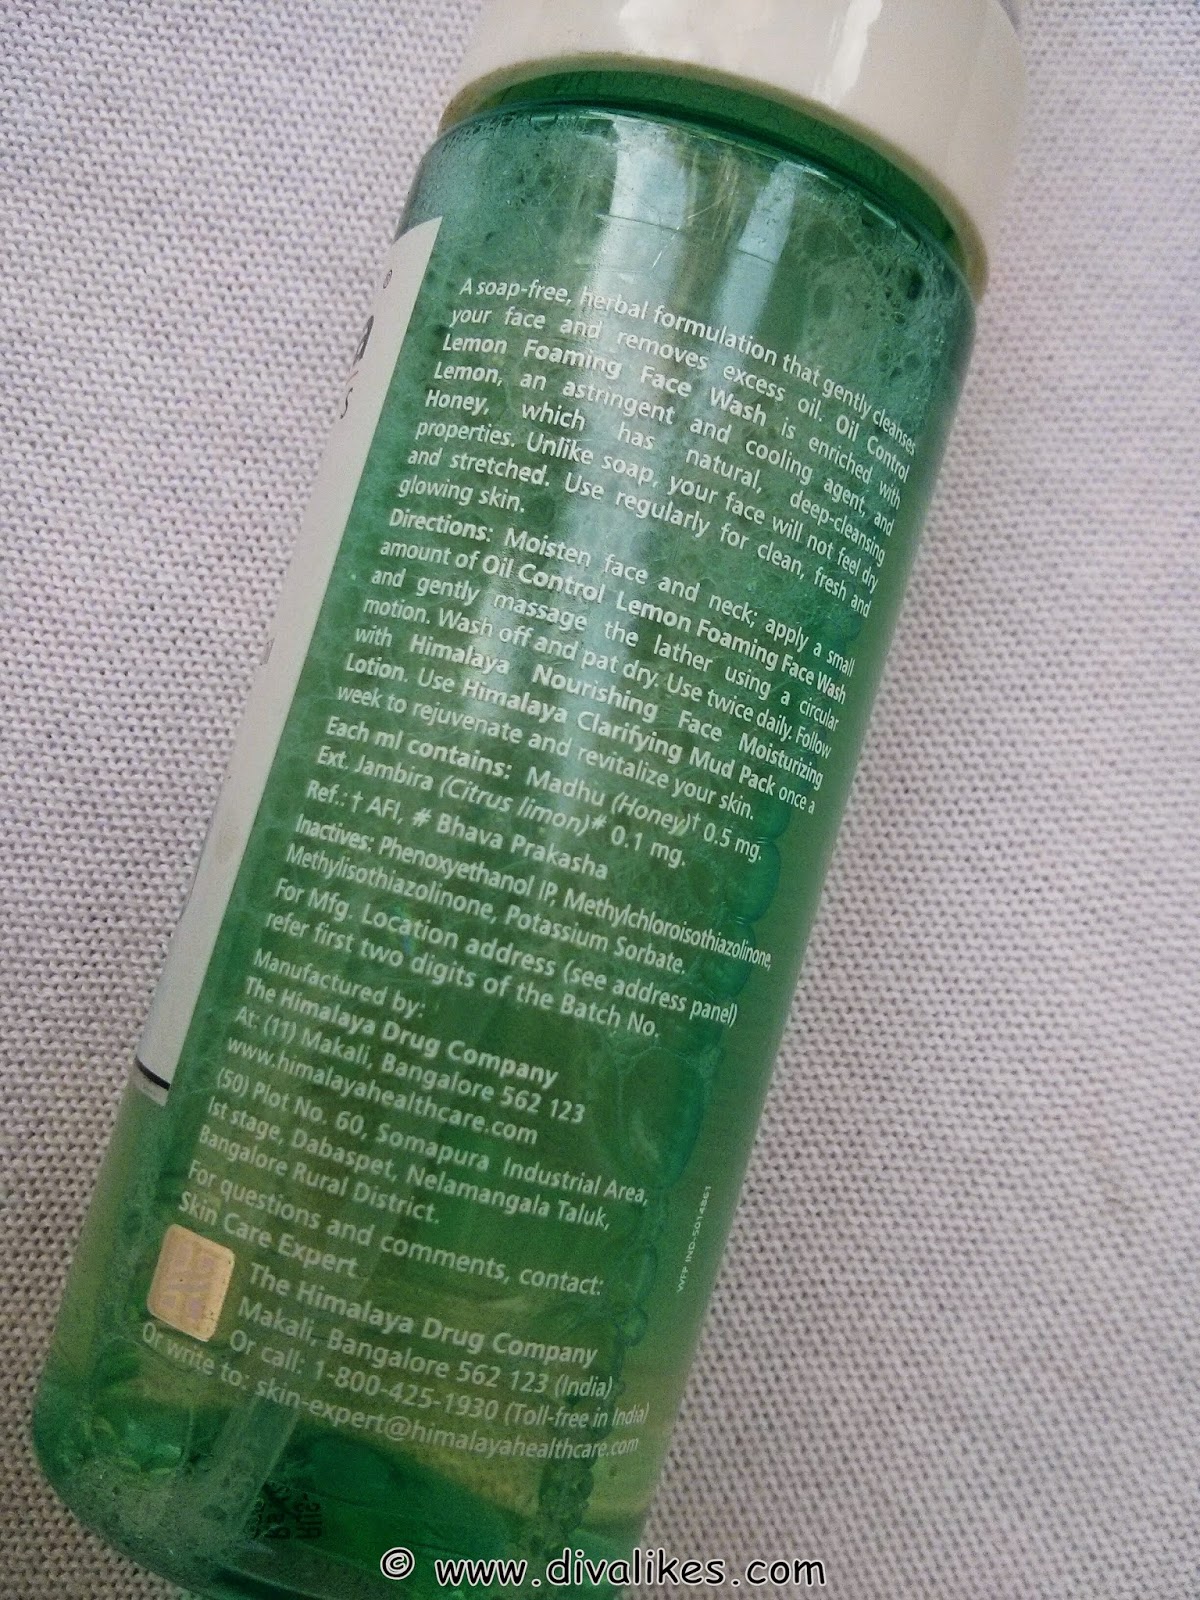 A soap-free, herbal formulation that gently cleanses
your face and removes excess oil. Oil Control
Lemon Foaming Face Wash is enriched with
Lemon, an astringent and cooling agent, and
Honey, which has natural, deep-cleansing
properties. Unlike soap, your face will not feel dry
and stretched. Use regularly for clean, fresh and
glowing skin.
Directions: Moisten face and neck; apply a small
amount of Oil Control Lemon Foaming Face Wash
and gently massage the lather using a circular
motion. Wash off and pat dry. Use twice daily. Follow
with Himalaya Nourishing Face Moisturizing
Lotion. Use Himalaya Clarifying Mud Pack once a
week to rejuvenate and revitalize your skin.
Each ml contains: Madhu (Honey)† 0.5 mg.
Ext. Jambira (Citrus limon)# 0.1 mg.
Ref.: † AFI, # Bhava Prakasha
Inactives: Phenoxyethanol IP, Methylchloroisothiazolinone,
Methylisothiazolinone, Potassium Sorbate.
For Mfg. Location address (see address panel)
refer first two digits of the Batch No.
Manufactured by:
The Himalaya Drug Company
At: (11) Makali, Bangalore 562 123
www.himalayahealthcare.com
(50) Plot No. 60, Somapura Industrial Area,
Ist stage, Dabaspet, Nelamangala Taluk,
Bangalore Rural District.
For questions and comments, contact:
Skin Care Expert
The Himalaya Drug Company
Makali, Bangalore 562 123 (India)
Or call: 1-800-425-1930 (Toll-free in India)
Or write to: skin-expert@himalayahealthcare.com
© www.divalikes.com